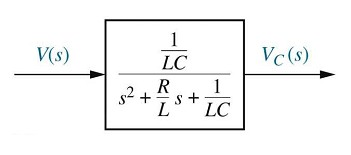 V(s)
1
LC
s² + R/L s + 1/LC
V_C(s)